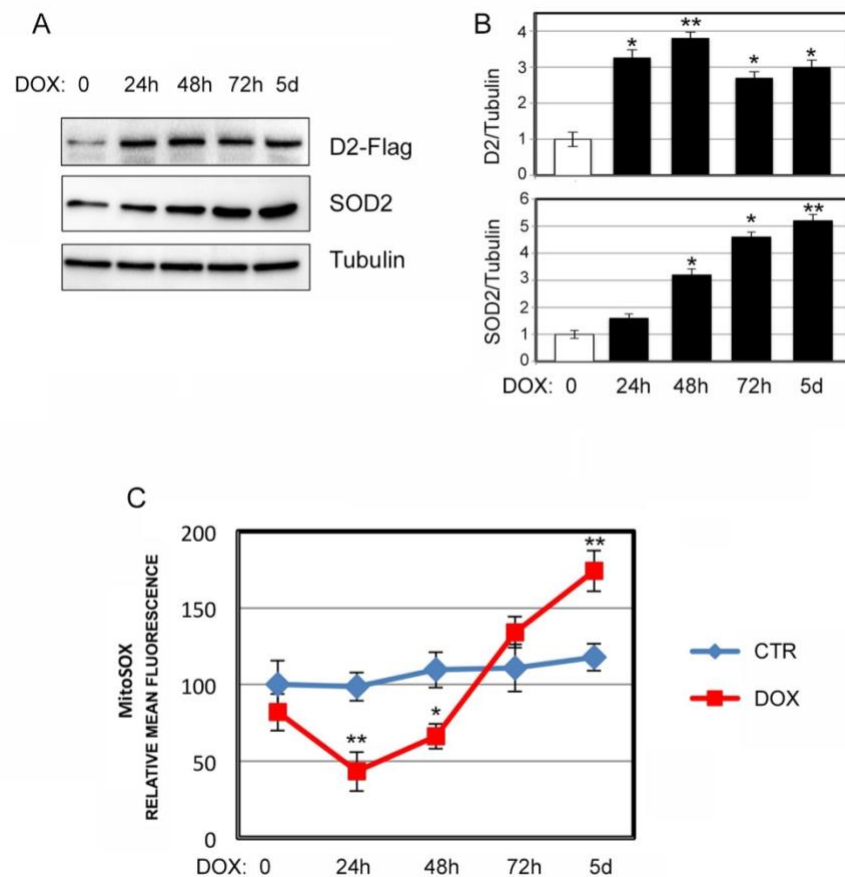 A
DOX: 0 24h 48h 72h 5d
D2-Flag
SOD2
Tubulin
B
D2/Tubulin
4
3
2
1
0
* ** * *
SOD2/Tubulin
6
5
4
3
2
1
0
* * **
DOX: 0 24h 48h 72h 5d
C
MitoSOX
RELATIVE MEAN FLUORESCENCE
200
150
100
50
0
** * **
DOX: 0 24h 48h 72h 5d
CTR
DOX